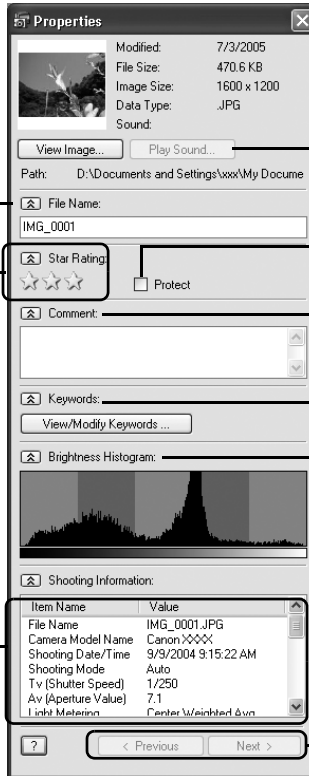 Properties
Modified: 7/3/2005
File Size: 470.6 KB
Image Size: 1600 x 1200
Data Type: .JPG
Sound:
View Image... Play Sound...
Path: D:\Documents and Settings\xxx\My Docume
File Name:
IMG_0001
Star Rating:
Protect
Comment:
Keywords:
View/Modify Keywords ...
Brightness Histogram:
Shooting Information:
Item Name Value
File Name IMG_0001.JPG
Camera Model Name Canon XXXX
Shooting Date/Time 9/9/2004 9:15:22 AM
Shooting Mode Auto
Tv (Shutter Speed) 1/250
Av (Aperture Value) 7.1
Light Metering Center Weighted Avg
? < Previous Next >